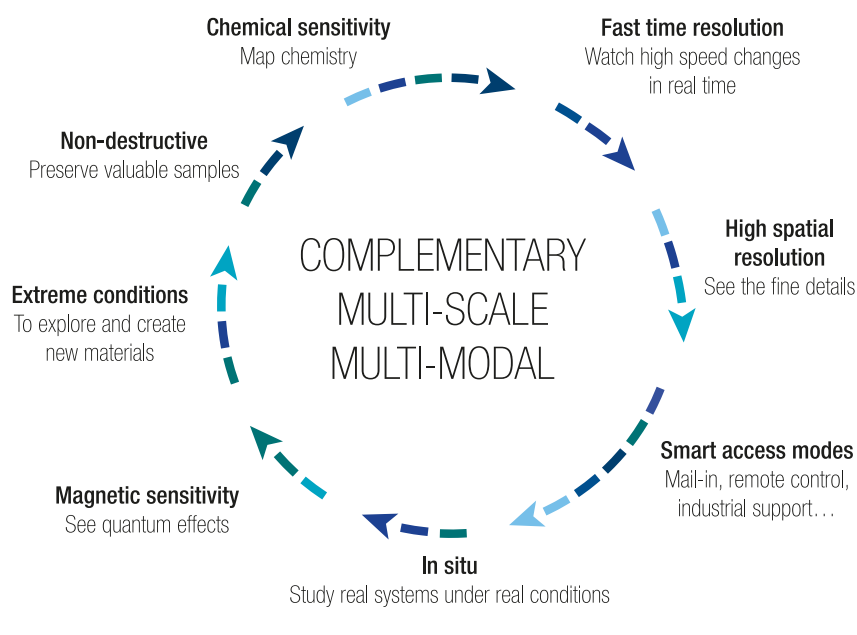 Chemical sensitivity
Map chemistry
Fast time resolution
Watch high speed changes
in real time
Non-destructive
Preserve valuable samples
High spatial
resolution
See the fine details
COMPLEMENTARY
MULTI-SCALE
MULTI-MODAL
Extreme conditions
To explore and create
new materials
Smart access modes
Mail-in, remote control,
industrial support…
Magnetic sensitivity
See quantum effects
In situ
Study real systems under real conditions